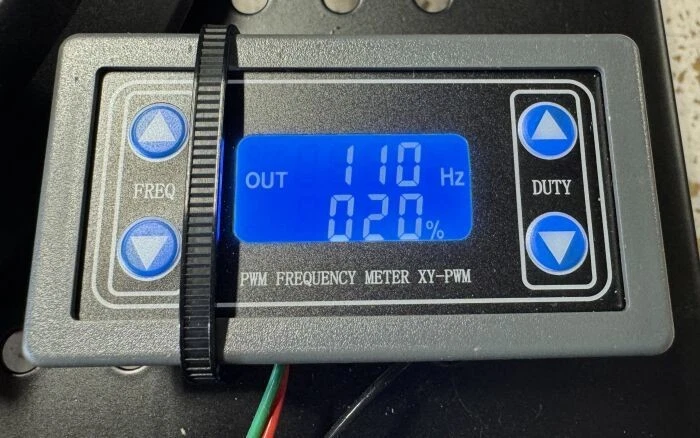 OUT 110 Hz
020%
FREQ
DUTY
PWM FREQUENCY METER XY-PWM